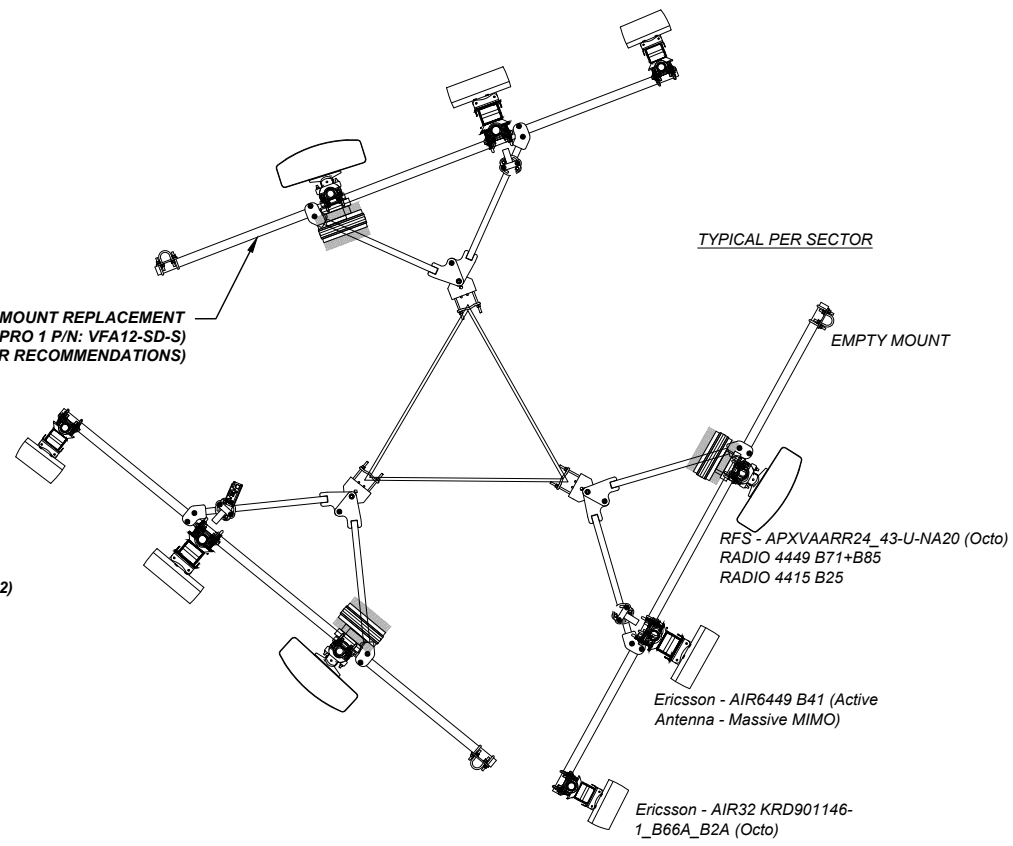 TYPICAL PER SECTOR
MOUNT REPLACEMENT
PRO 1 P/N: VFA12-SD-S)
R RECOMMENDATIONS)
EMPTY MOUNT
RFS - APXVAARR24_43-U-NA20 (Octo)
RADIO 4449 B71+B85
RADIO 4415 B25
2)
Ericsson - AIR6449 B41 (Active
Antenna - Massive MIMO)
Ericsson - AIR32 KRD901146-
1_B66A_B2A (Octo)